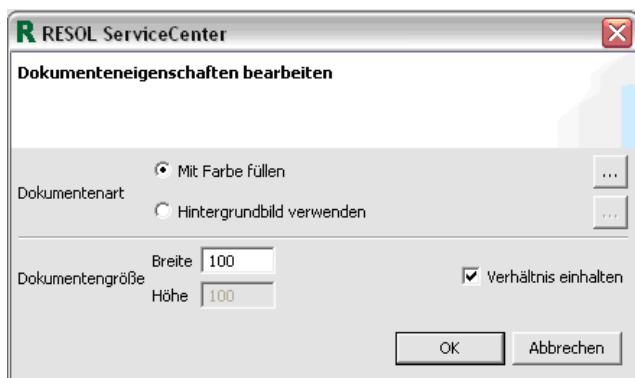 RESOL ServiceCenter
Dokumenteneigenschaften bearbeiten
Dokumentenart
Mit Farbe füllen
...
Hintergrundbild verwenden
...
Dokumentengröße
Breite 100
Höhe 100
Verhältnis einhalten
OK
Abbrechen